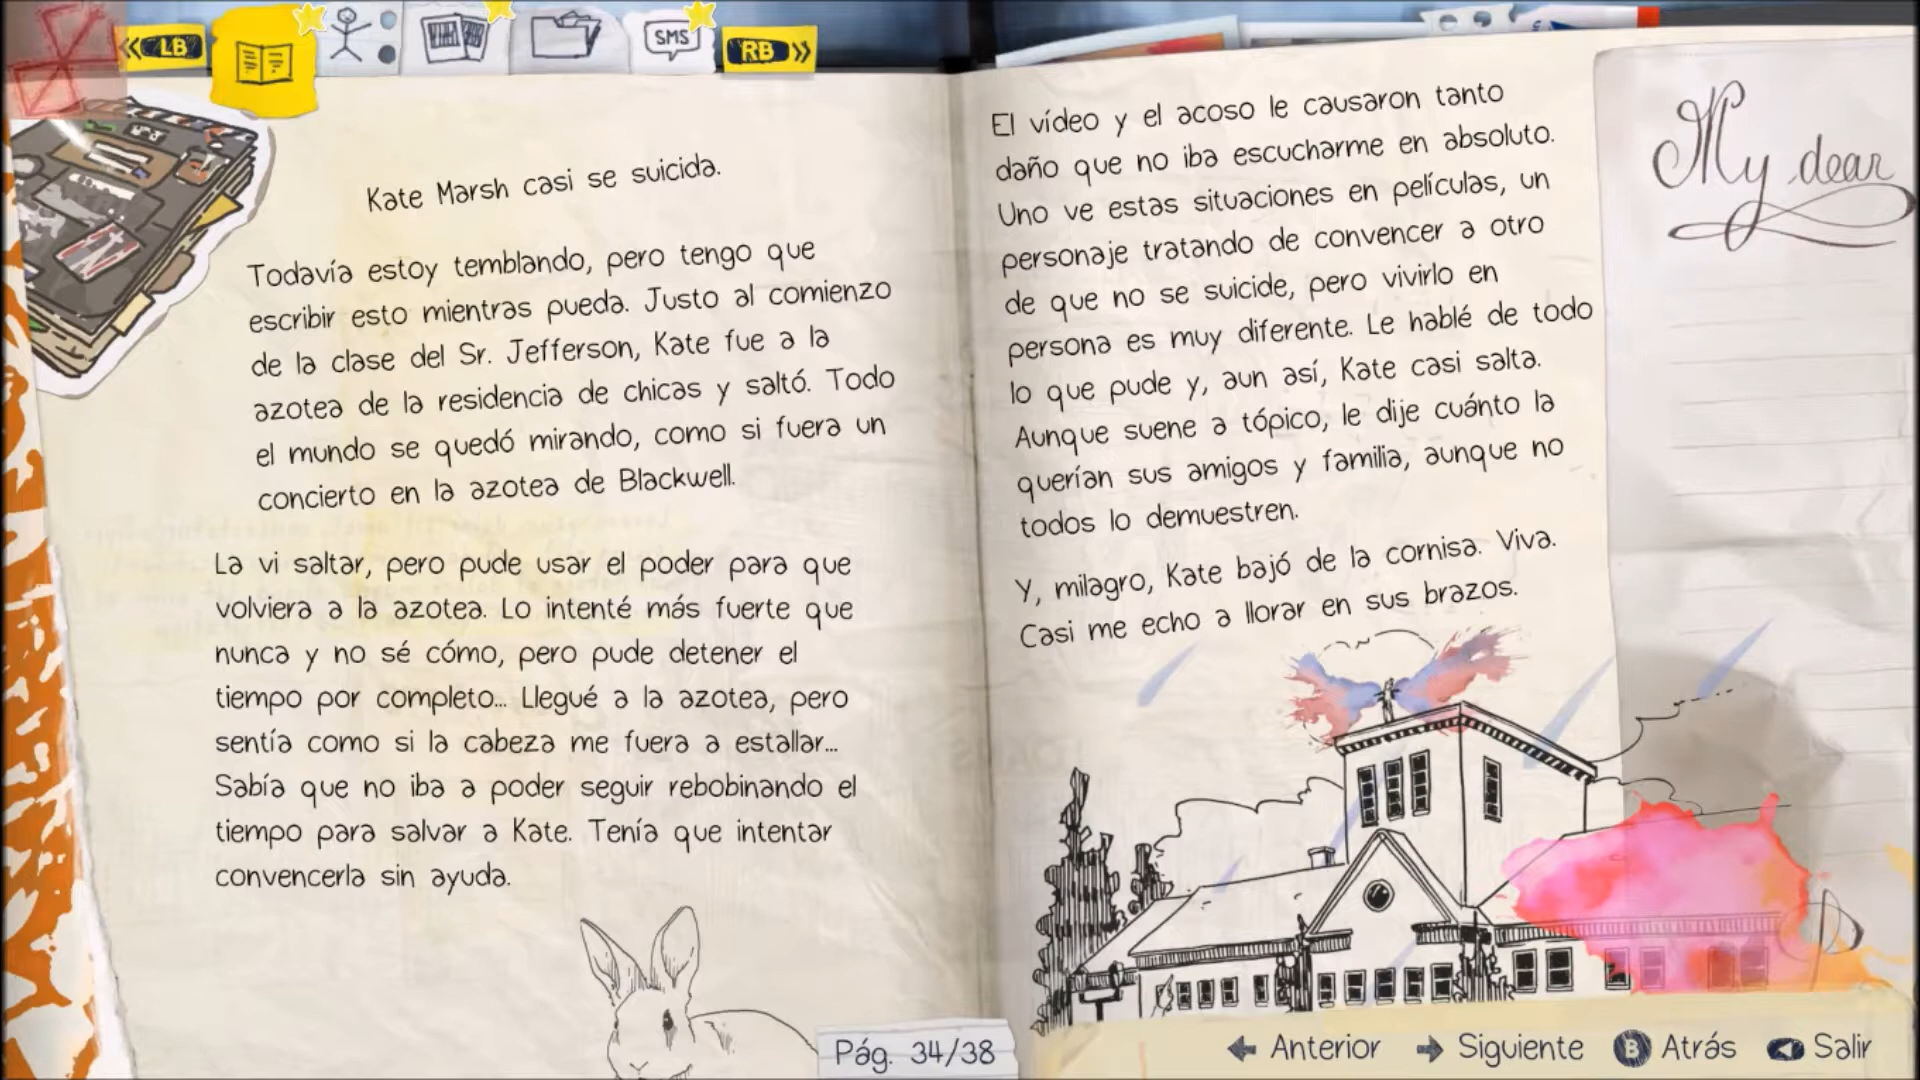 LB
SMS
RB
Kate Marsh casi se suicida.
Todavía estoy temblando, pero tengo que
escribir esto mientras pueda. Justo al comienzo
de la clase del Sr. Jefferson, Kate fue a la
azotea de la residencia de chicas y saltó. Todo
el mundo se quedó mirando, como si fuera un
concierto en la azotea de Blackwell.
La vi saltar, pero pude usar el poder para que
volviera a la azotea. Lo intenté más fuerte que
nunca y no sé cómo, pero pude detener el
tiempo por completo... Llegué a la azotea, pero
sentía como si la cabeza me fuera a estallar...
Sabía que no iba a poder seguir rebobinando el
tiempo para salvar a Kate. Tenía que intentar
convencerla sin ayuda.
El vídeo y el acoso le causaron tanto
daño que no iba escucharme en absoluto.
Uno ve estas situaciones en películas, un
personaje tratando de convencer a otro
de que no se suicide, pero vivirlo en
persona es muy diferente. Le hablé de todo
lo que pude y, aun así, Kate casi salta.
Aunque suene a tópico, le dije cuánto la
querían sus amigos y familia, aunque no
todos lo demuestren.
Y, milagro, Kate bajó de la cornisa. Viva.
Casi me echo a llorar en sus brazos.
My dear
Pág. 34/38
Anterior
Siguiente
B Atrás
Salir